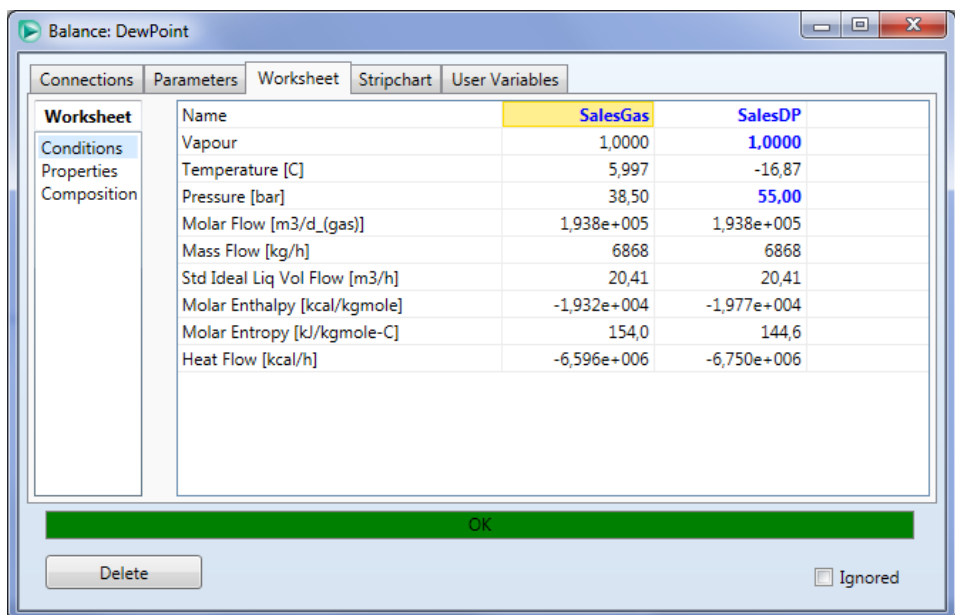 Balance: DewPoint
Connections Parameters Worksheet Stripchart User Variables
Worksheet
Conditions
Properties
Composition
Name SalesGas SalesDP
Vapour 1,0000 1,0000
Temperature [C] 5,997 -16,87
Pressure [bar] 38,50 55,00
Molar Flow [m3/d_(gas)] 1,938e+005 1,938e+005
Mass Flow [kg/h] 6868 6868
Std Ideal Liq Vol Flow [m3/h] 20,41 20,41
Molar Enthalpy [kcal/kgmole] -1,932e+004 -1,977e+004
Molar Entropy [kJ/kgmole-C] 154,0 144,6
Heat Flow [kcal/h] -6,596e+006 -6,750e+006
OK
Delete Ignored